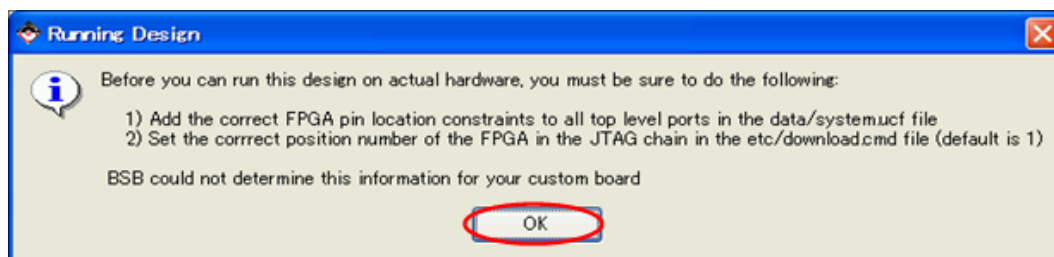 Running Design
Before you can run this design on actual hardware, you must be sure to do the following:
1) Add the correct FPGA pin location constraints to all top level ports in the data/system.ucf file
2) Set the corrrect position number of the FPGA in the JTAG chain in the etc/download.cmd file (default is 1)
BSB could not determine this information for your custom board
OK